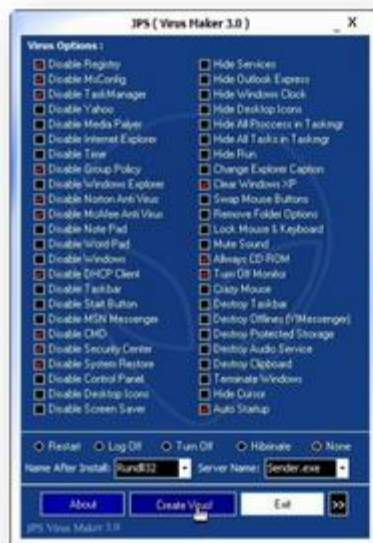 JPS ( Virus Maker 3.0 )
_ X
Virus Options :
Disable Registry
Disable MsConfig
Disable TaskManager
Disable Yahoo
Disable Media Palyer
Disable Internet Explorer
Disable Time
Disable Group Policy
Disable Windows Explorer
Disable Norton Anti Virus
Disable McAfee Anti Virus
Disable Note Pad
Disable Word Pad
Disable Windows
Disable DHCP Client
Disable Taskbar
Disable Start Button
Disable MSN Messenger
Disable CMD
Disable Security Center
Disable System Restore
Disable Control Panel
Disable Desktop Icons
Disable Screen Saver
Hide Services
Hide Outlook Express
Hide Windows Clock
Hide Desktop Icons
Hide All Proccess in Taskmgr
Hide All Tasks in Taskmgr
Hide Run
Change Explorer Caption
Clear Windows XP
Swap Mouse Buttons
Remove Folder Options
Lock Mouse & Keyboard
Mute Sound
Allways CD-ROM
Turn Off Monitor
Crazy Mouse
Destroy Taskbar
Destroy Offlines (Y!Messenger)
Destroy Protected Storage
Destroy Audio Service
Destroy Clipboard
Terminate Windows
Hide Cursor
Auto Startup
Restart Log Off Turn Off Hibrinate None
Name After Install: Rundll32 Server Name: Sender.exe
About Create Virus! Exit >>
JPS Virus Maker 3.0